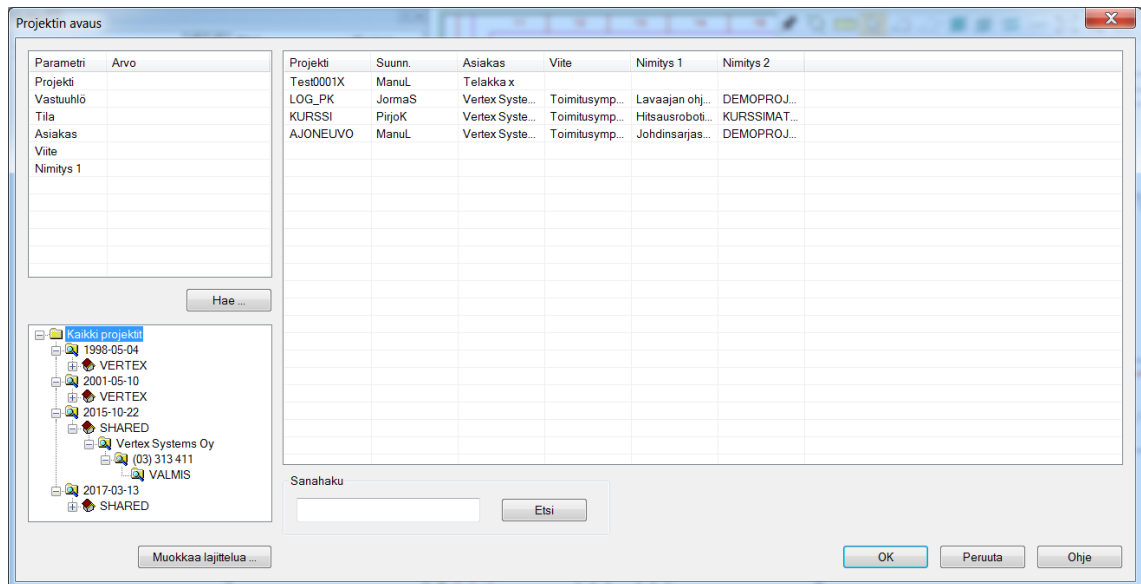 Projektin avaus
Parametri Arvo
Projekti
Vastuuhlö
Tila
Asiakas
Viite
Nimitys 1
Hae ...
Kaikki projektit
1998-05-04
VERTEX
2001-05-10
VERTEX
2015-10-22
SHARED
Vertex Systems Oy
(03) 313 411
VALMIS
2017-03-13
SHARED
Muokkaa lajittelua ...
Projekti Suunn. Asiakas Viite Nimitys 1 Nimitys 2
Test0001X ManuL Telakka x
LOG_PK JormaS Vertex Syste... Toimitusymp... Lavaajan ohj... DEMOPROJ...
KURSSI PirjoK Vertex Syste... Toimitusymp... Hitsausroboti... KURSSIMAT...
AJONEUVO ManuL Vertex Syste... Toimitusymp... Johdinsarjas... DEMOPROJ...
Sanahaku
Etsi
OK Peruuta Ohje